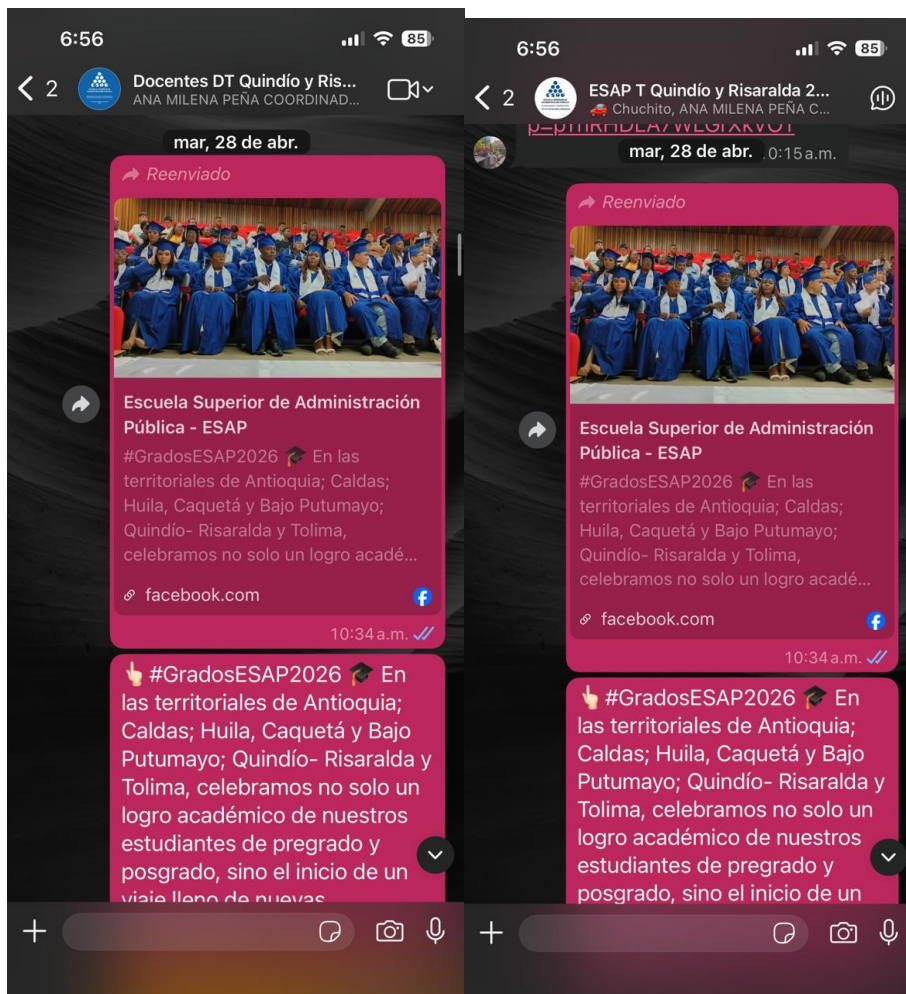 6:56
85
2
Docentes DT Quindío y Ris...
ANA MILENA PEÑA COORDINAD...
mar, 28 de abr.
Reenviado
Escuela Superior de Administración
Pública - ESAP
#GradosESAP2026 🎓 En las
territoriales de Antioquia; Caldas;
Huila, Caquetá y Bajo Putumayo;
Quindío- Risaralda y Tolima,
celebramos no solo un logro acadé...
facebook.com
10:34 a.m.
👆🏻 #GradosESAP2026 🎓 En
las territoriales de Antioquia;
Caldas; Huila, Caquetá y Bajo
Putumayo; Quindío- Risaralda y
Tolima, celebramos no solo un
logro académico de nuestros
estudiantes de pregrado y
posgrado, sino el inicio de un
viaje lleno de nuevas
6:56
85
2
ESAP T Quindío y Risaralda 2...
🚗 Chuchito, ANA MILENA PEÑA C...
mar, 28 de abr.
0:15 a.m.
Reenviado
Escuela Superior de Administración
Pública - ESAP
#GradosESAP2026 🎓 En las
territoriales de Antioquia; Caldas;
Huila, Caquetá y Bajo Putumayo;
Quindío- Risaralda y Tolima,
celebramos no solo un logro acadé...
facebook.com
10:34 a.m.
👆🏻 #GradosESAP2026 🎓 En
las territoriales de Antioquia;
Caldas; Huila, Caquetá y Bajo
Putumayo; Quindío- Risaralda y
Tolima, celebramos no solo un
logro académico de nuestros
estudiantes de pregrado y
posgrado, sino el inicio de un